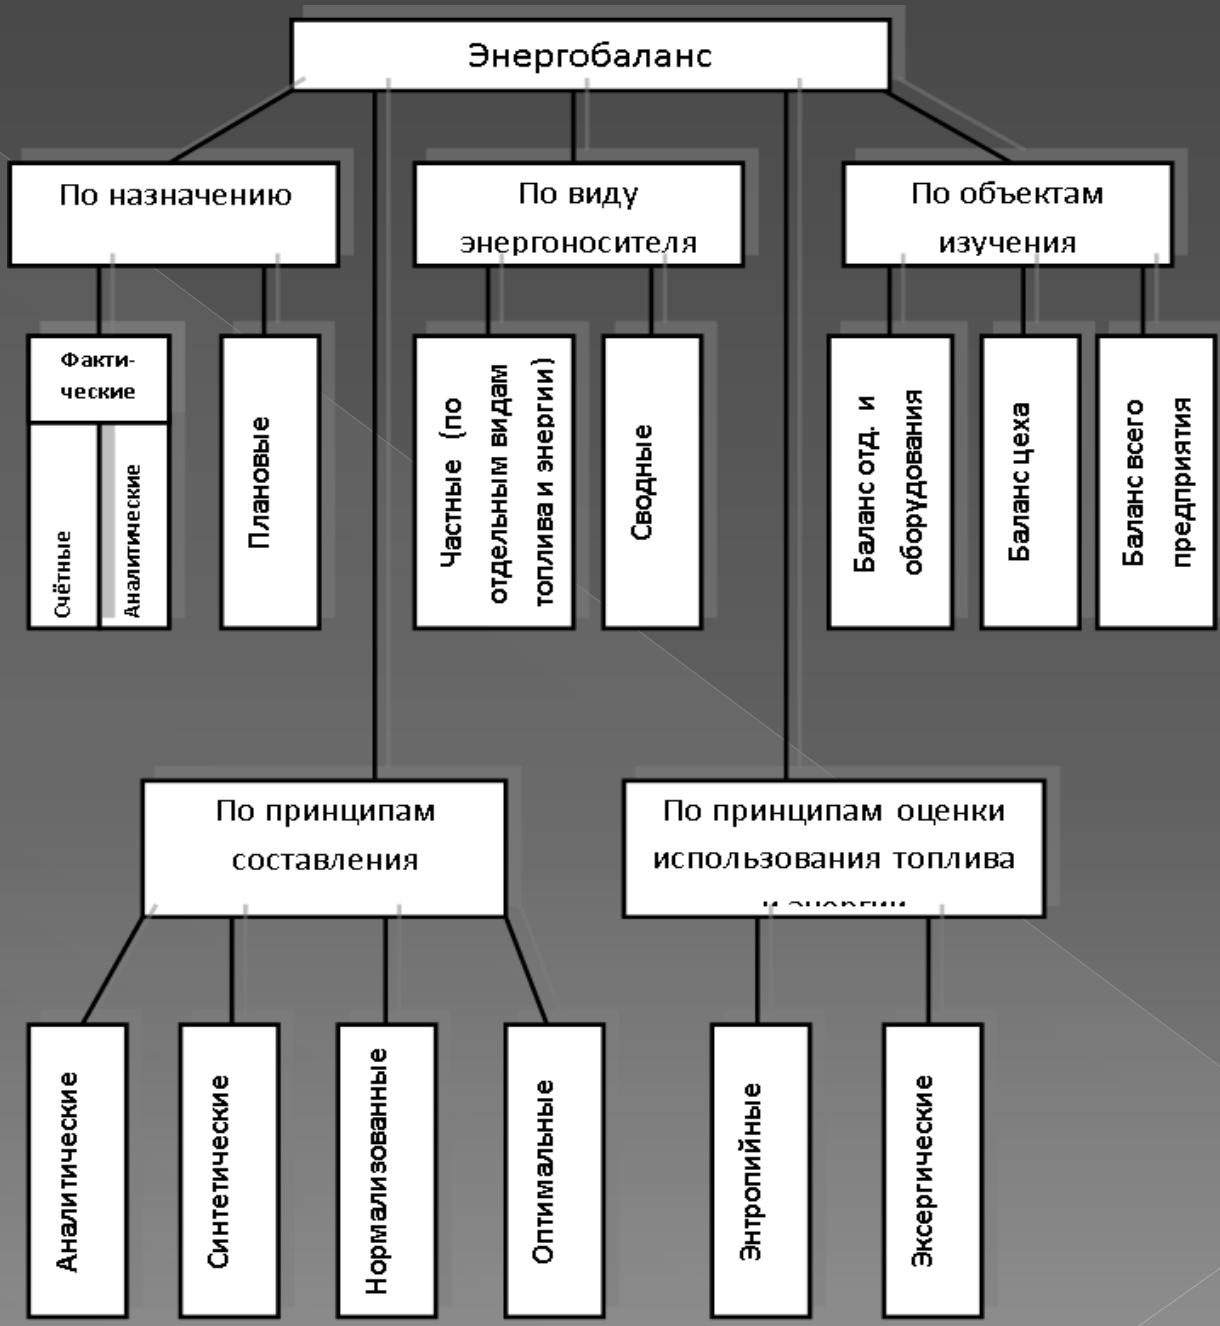 Энергобаланс
По назначению
По виду
энергоносителя
По объектам
изучения
Факти-
ческие
Счётные
Аналитические
Плановые
Частные (по
отдельным видам
топлива и энергии)
Сводные
Баланс отд. и
оборудования
Баланс цеха
Баланс всего
предприятия
По принципам
составления
По принципам оценки
использования топлива
и энергии
Аналитические
Синтетические
Нормализованные
Оптимальные
Энтропийные
Эксергические